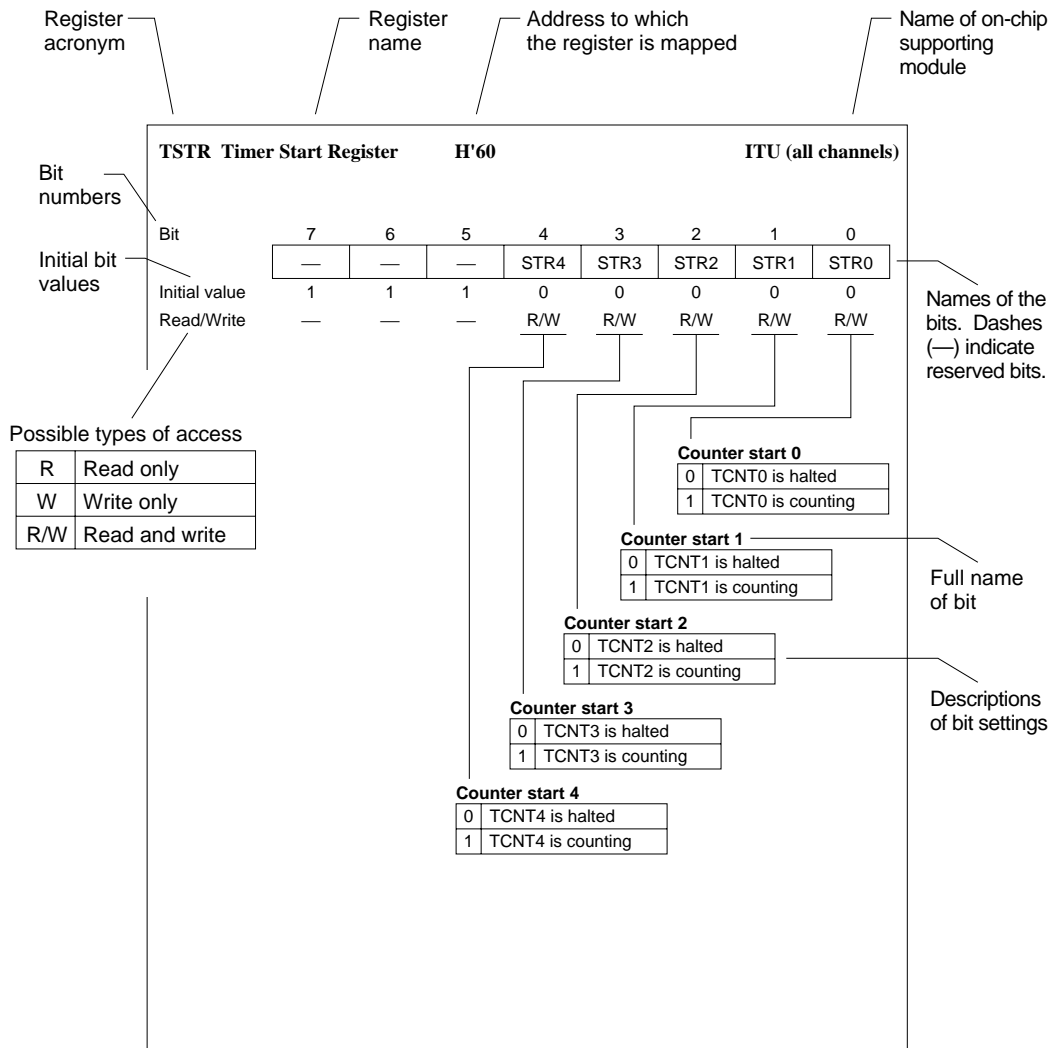 Register
acronym
Register
name
Address to which
the register is mapped
Name of on-chip
supporting
module
TSTR Timer Start Register H'60 ITU (all channels)
Bit
numbers
Bit 7 6 5 4 3 2 1 0
— — — STR4 STR3 STR2 STR1 STR0
Initial bit
values
Initial value 1 1 1 0 0 0 0 0
Read/Write — — — R/W R/W R/W R/W R/W
Names of the
bits. Dashes
(—) indicate
reserved bits.
Possible types of access
R Read only
W Write only
R/W Read and write
Counter start 0
0 TCNT0 is halted
1 TCNT0 is counting
Counter start 1
0 TCNT1 is halted
1 TCNT1 is counting
Full name
of bit
Counter start 2
0 TCNT2 is halted
1 TCNT2 is counting
Descriptions
of bit settings
Counter start 3
0 TCNT3 is halted
1 TCNT3 is counting
Counter start 4
0 TCNT4 is halted
1 TCNT4 is counting